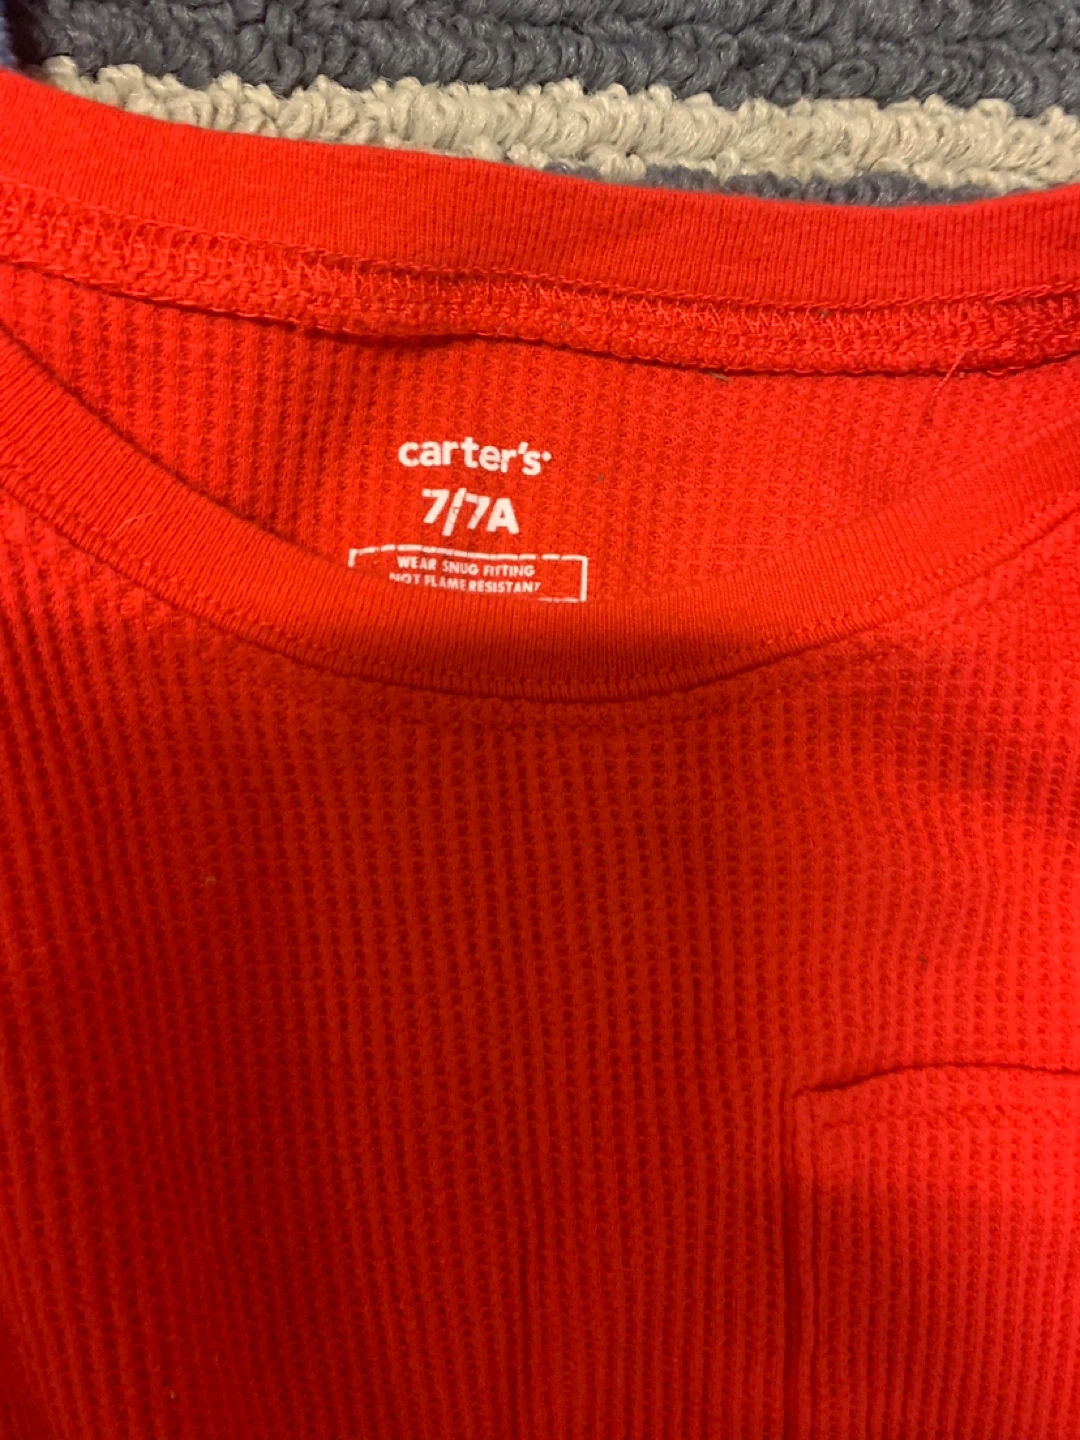 carter's
7/7A
WEAR SNUG FITTING
NOT FLAME RESISTANT